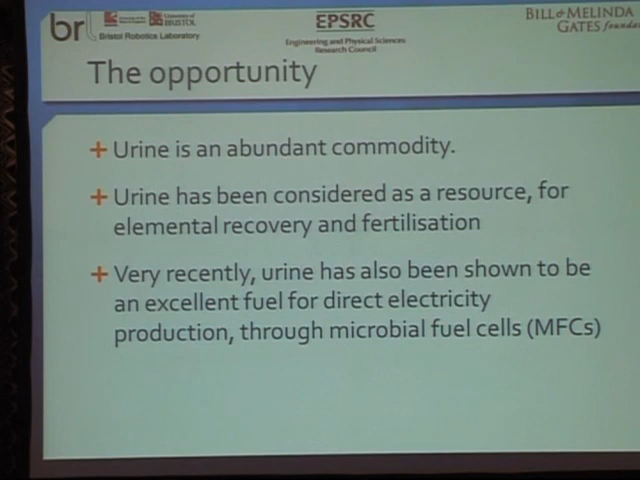 brl
University of BRISTOL
Bristol Robotics Laboratory
EPSRC
Engineering and Physical Sciences
Research Council
BILL & MELINDA
GATES foundat
The opportunity
+ Urine is an abundant commodity.
+ Urine has been considered as a resource, for
elemental recovery and fertilisation
+ Very recently, urine has also been shown to be
an excellent fuel for direct electricity
production, through microbial fuel cells (MFCs)